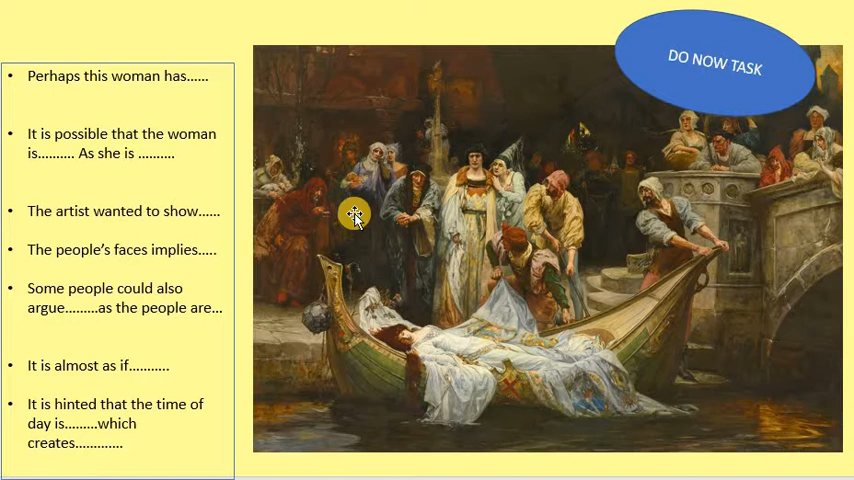 DO NOW TASK
• Perhaps this woman has......
• It is possible that the woman
is.......... As she is ..........
• The artist wanted to show......
• The people's faces implies.....
• Some people could also
argue.........as the people are...
• It is almost as if...........
• It is hinted that the time of
day is.........which
creates.............